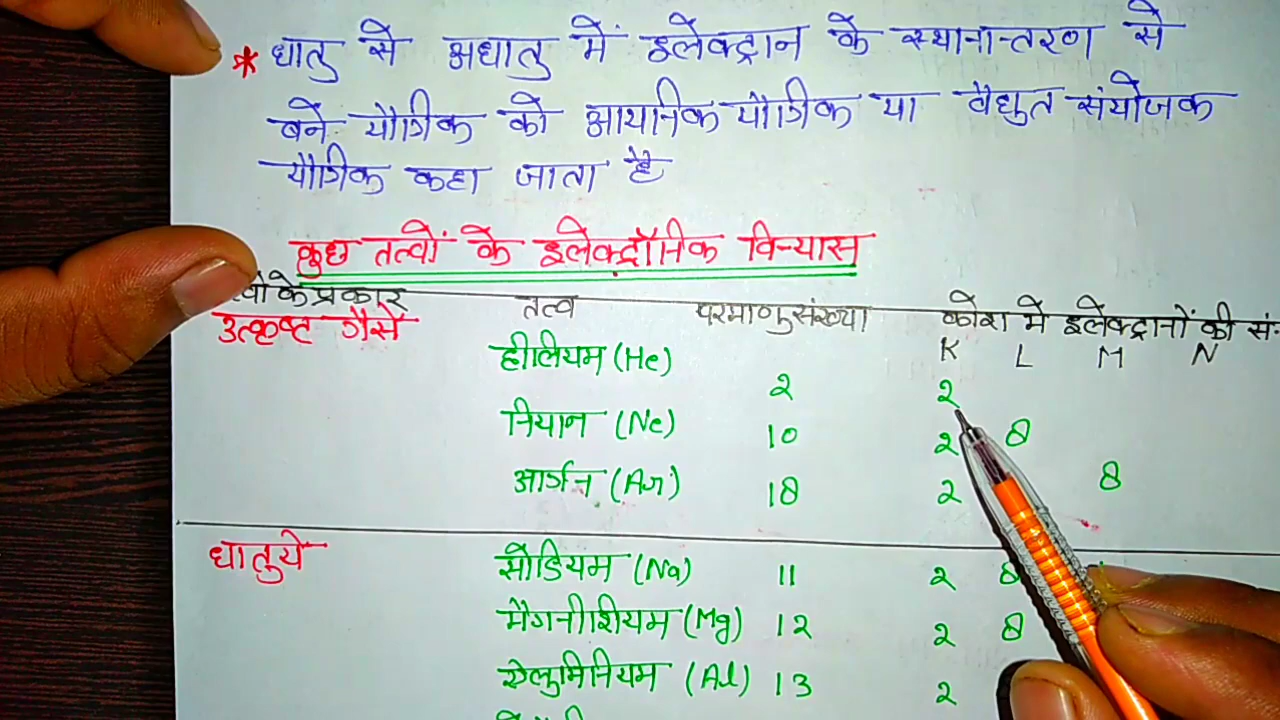 * धातु से अधातु में इलेक्ट्रान के स्थानान्तरण से
बने यौगिक को आयनिक यौगिक या वैद्युत संयोजक
यौगिक कहा जाता है
कुछ तत्वों के इलेक्ट्रॉनिक विन्यास
त्वों के प्रकार तत्व परमाणु संख्या कोश में इलेक्ट्रानों की सं.
K L M N
उत्कृष्ट गैसें
हीलियम (He) 2 2
नियान (Ne) 10 2 8
आर्गन (Ar) 18 2 8
धातुये सोडियम (Na) 11 2 8
मैगनीशियम (Mg) 12 2 8
ऐलुमिनियम (Al) 13 2